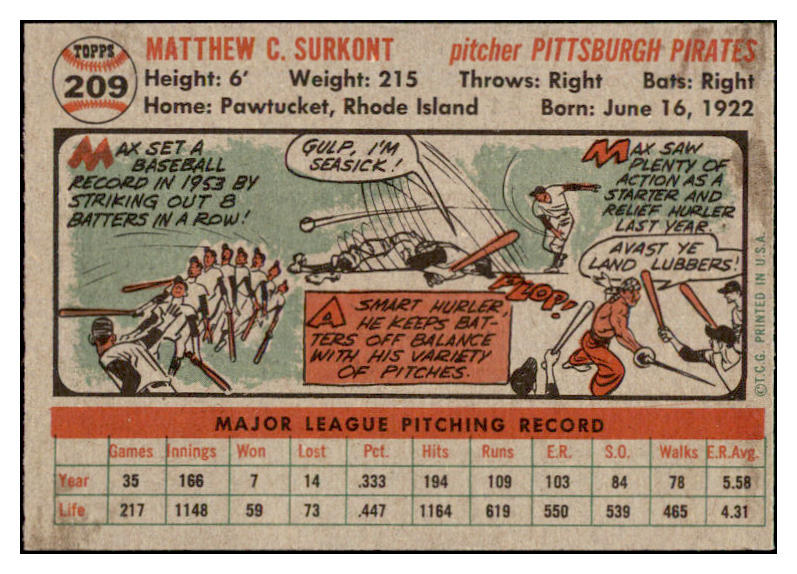 TOPPS
209
MATTHEW C. SURKONT pitcher PITTSBURGH PIRATES
Height: 6' Weight: 215 Throws: Right Bats: Right
Home: Pawtucket, Rhode Island Born: June 16, 1922
MAX SET A
BASEBALL
RECORD IN 1953 BY
STRIKING OUT 8
BATTERS IN A ROW!
GULP, I'M
SEASICK!
PLOP!
A SMART HURLER,
HE KEEPS BAT-
TERS OFF BALANCE
WITH HIS VARIETY
OF PITCHES.
MAX SAW
PLENTY OF
ACTION AS A
STARTER AND
RELIEF HURLER
LAST YEAR.
AVAST YE
LAND LUBBERS!
©T.C.G. PRINTED IN U.S.A.
MAJOR LEAGUE PITCHING RECORD
Games Innings Won Lost Pct. Hits Runs E.R. S.O. Walks E.R.Avg.
Year 35 166 7 14 .333 194 109 103 84 78 5.58
Life 217 1148 59 73 .447 1164 619 550 539 465 4.31